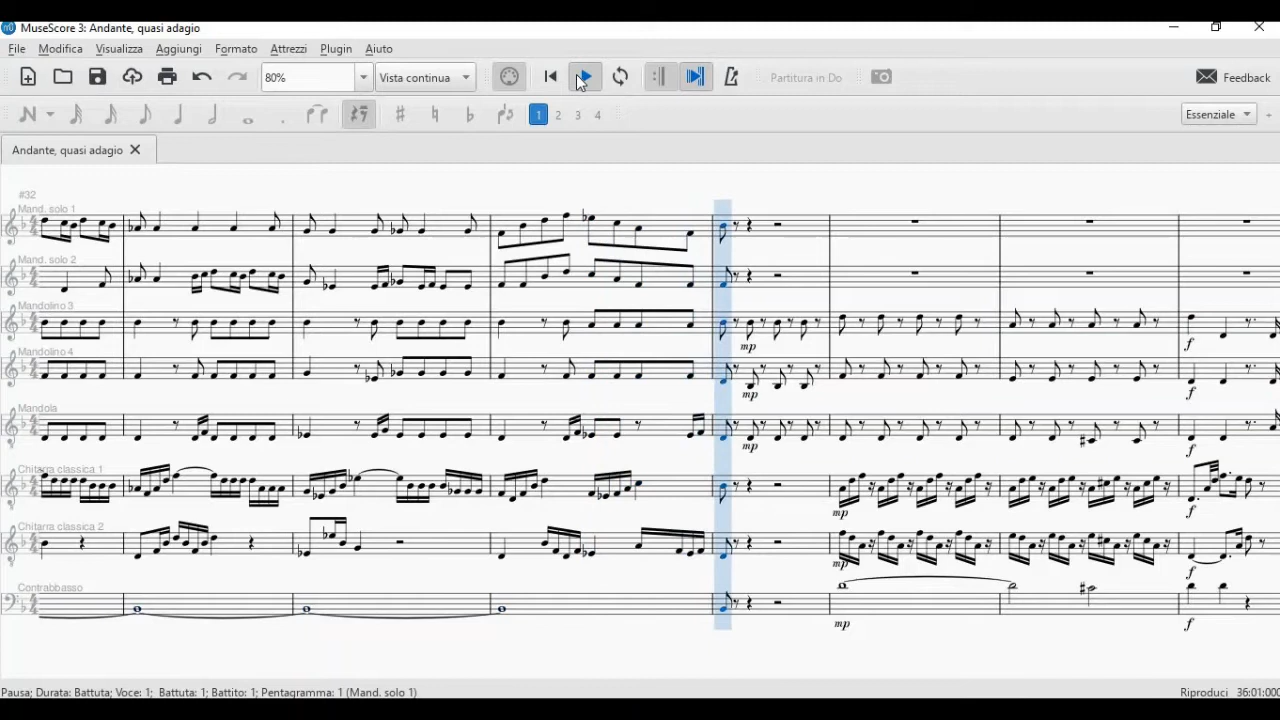 MuseScore 3: Andante, quasi adagio
File Modifica Visualizza Aggiungi Formato Attrezzi Plugin Aiuto
80% Vista continua Partitura in Do Feedback
1 2 3 4 Essenziale
Andante, quasi adagio
#32
Mand. solo 1
Mand. solo 2
Mandolino 3
mp f
Mandolino 4
mp f
Mandola
mp f
Chitarra classica 1
mp f
Chitarra classica 2
mp f
Contrabbasso
mp f
Pausa; Durata: Battuta; Voce: 1; Battuta: 1; Battito: 1; Pentagramma: 1 (Mand. solo 1) Riproduci 36:01:000